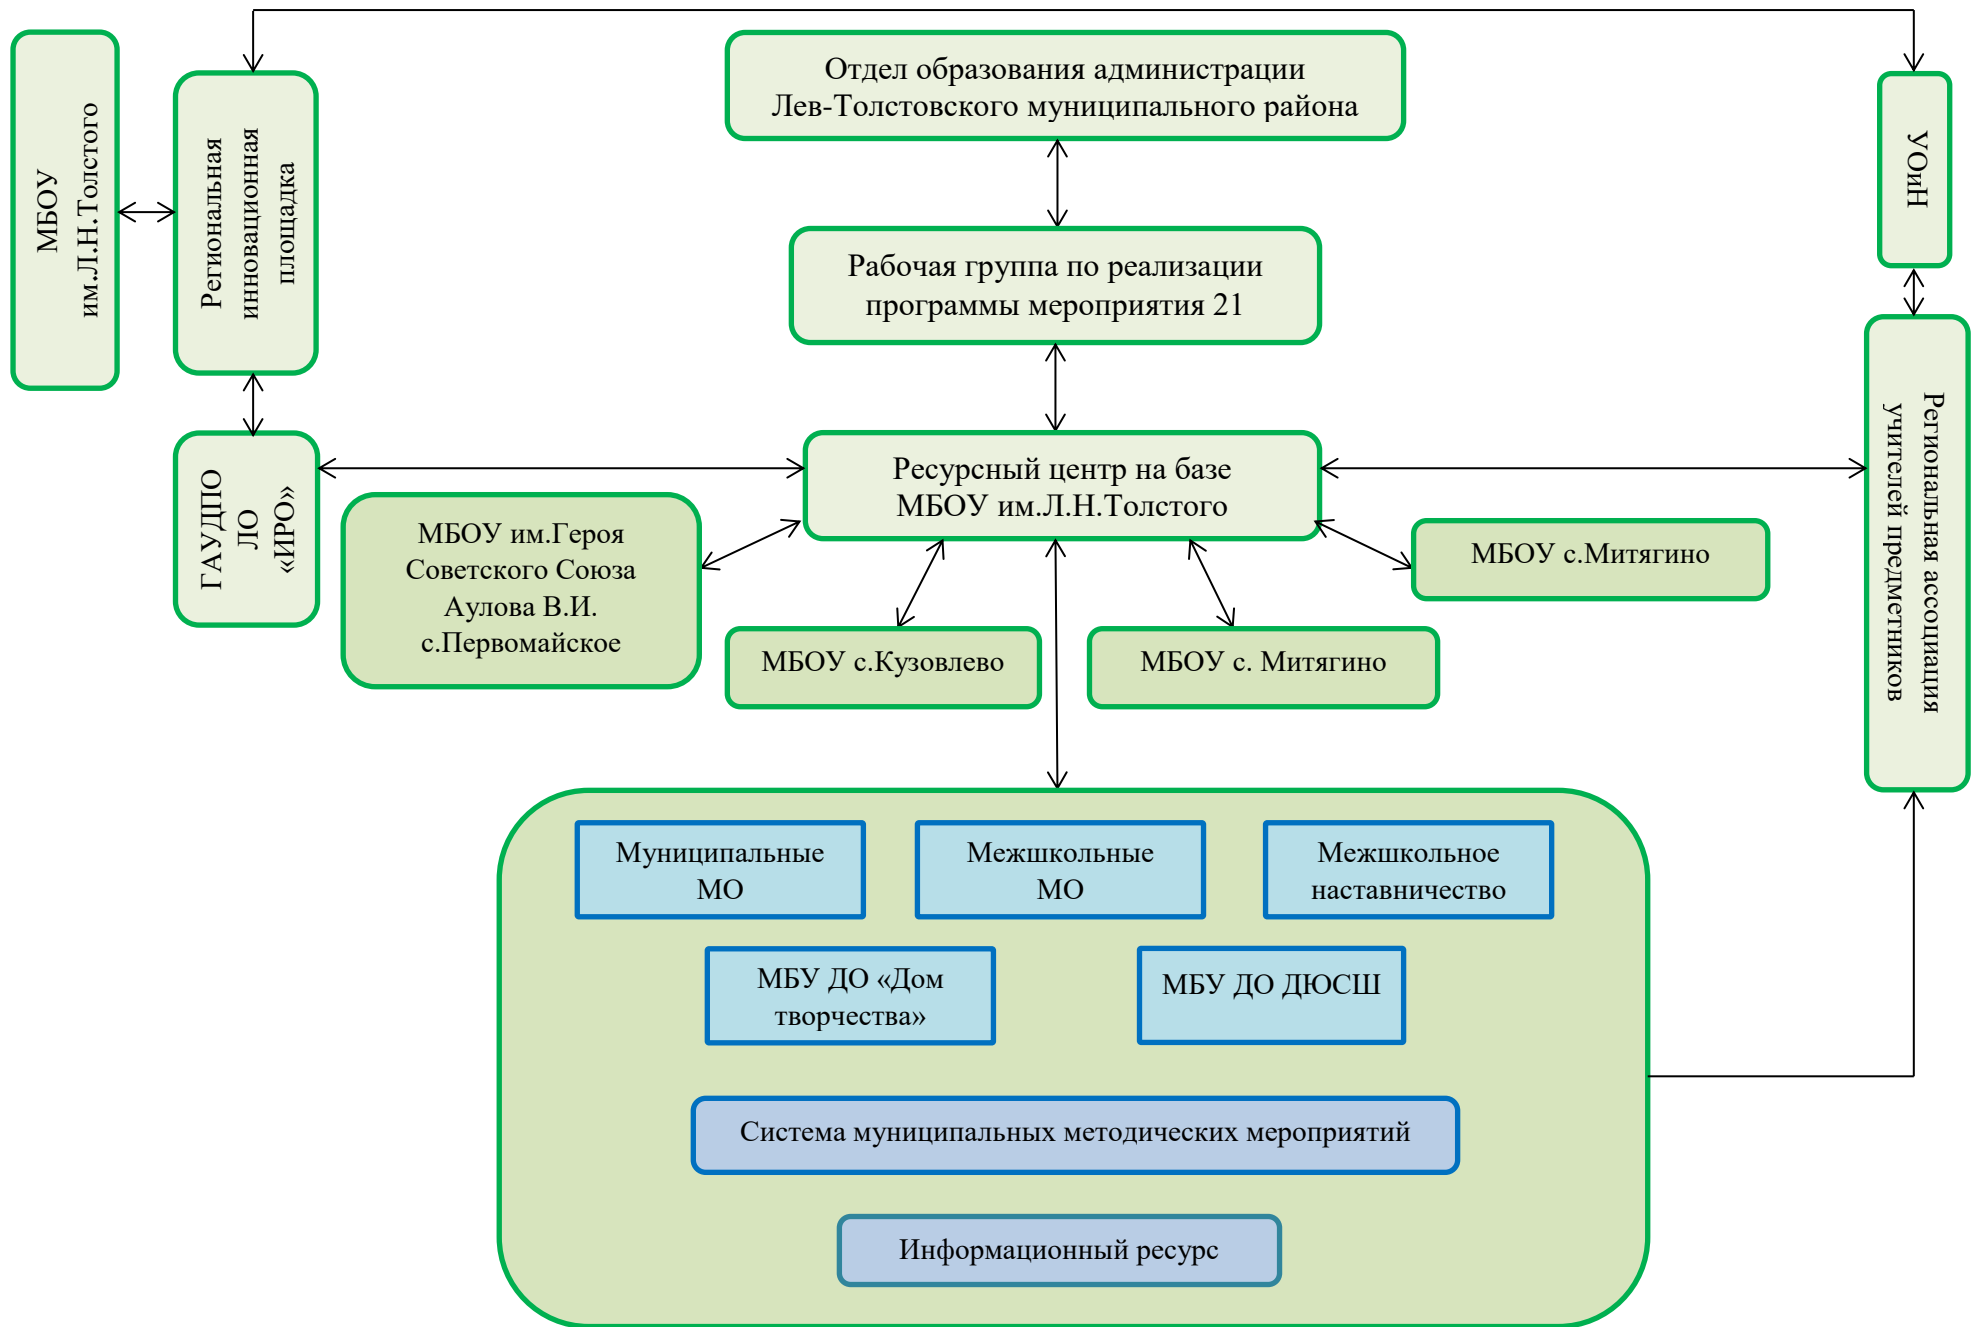 МБОУ
им.Л.Н.Толстого
Региональная
инновационная
площадка
Отдел образования администрации
Лев-Толстовского муниципального района
УОиН
Рабочая группа по реализации
программы мероприятия 21
ГАУДПО
ЛО
«ИРО»
Ресурсный центр на базе
МБОУ им.Л.Н.Толстого
Региональная ассоциация
учителей предметников
МБОУ им.Героя
Советского Союза
Аулова В.И.
с.Первомайское
МБОУ с.Кузовлево
МБОУ с. Митягино
МБОУ с.Митягино
Муниципальные
МО
Межшкольные
МО
Межшкольное
наставничество
МБУ ДО «Дом
творчества»
МБУ ДО ДЮСШ
Система муниципальных методических мероприятий
Информационный ресурс